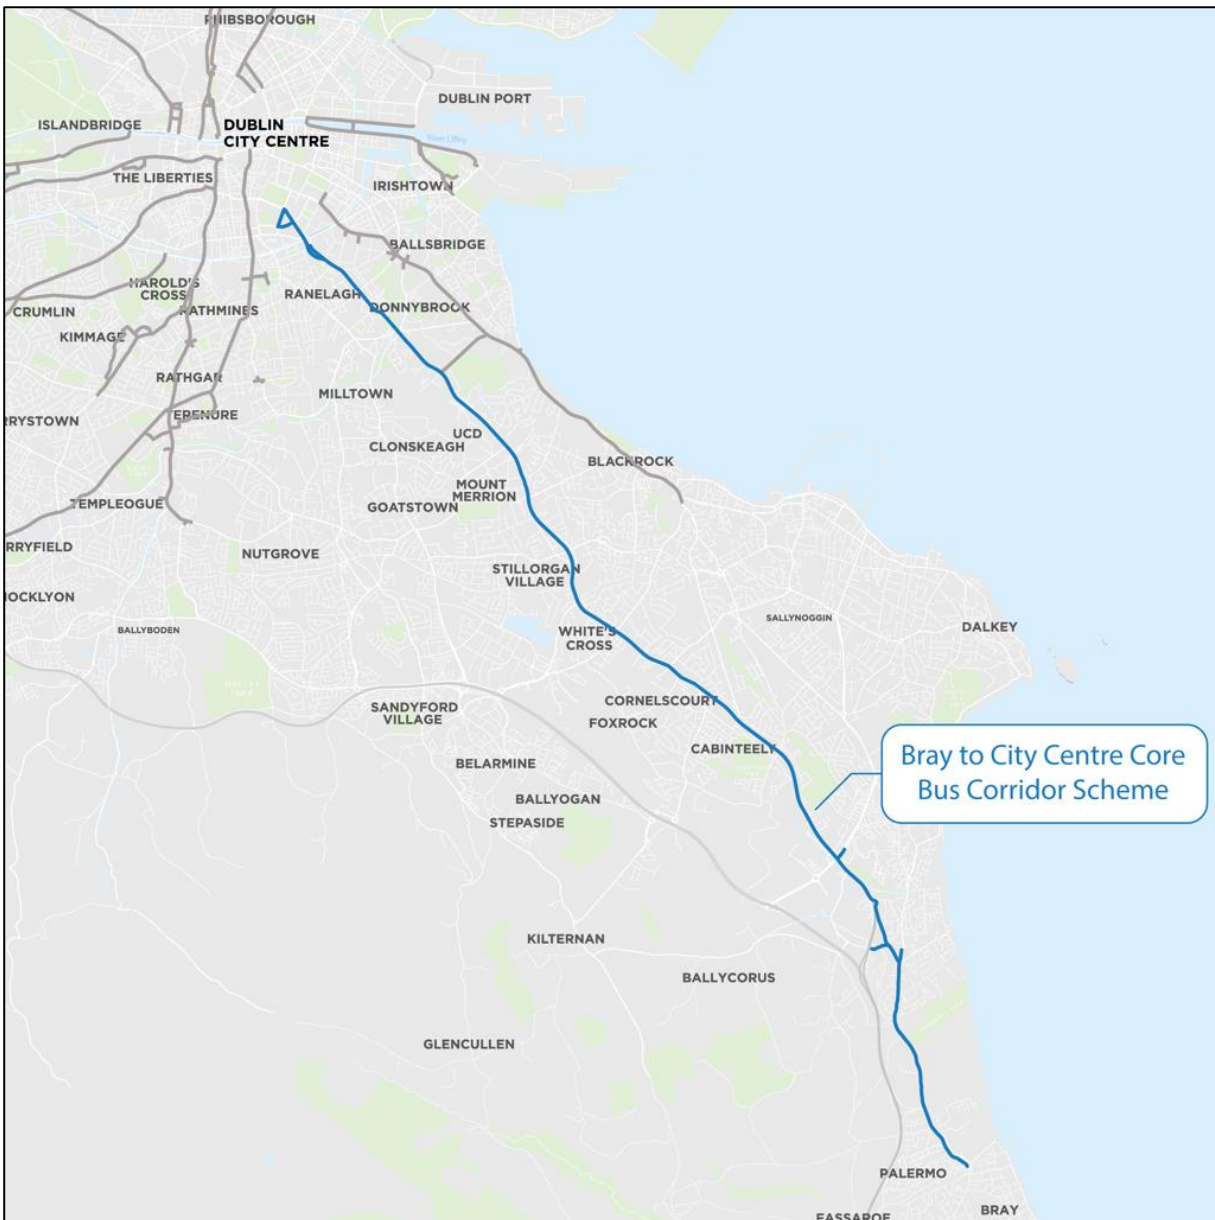 PHIBSBOROUGH
DUBLIN PORT
ISLANDBRIDGE
DUBLIN
CITY CENTRE
River Liffey
THE LIBERTIES
IRISHTOWN
BALLSBRIDGE
HAROLD'S
CROSS
RANELAGH
CRUMLIN
RATHMINES
DONNYBROOK
KIMMAGE
RATHGAR
MILLTOWN
RRYSTOWN
TERENURE
UCD
CLONSKEAGH
BLACKROCK
MOUNT
MERRION
TEMPLEOGUE
GOATSTOWN
RRYFIELD
NUTGROVE
STILLORGAN
VILLAGE
OCKLYON
BALLYBODEN
WHITE'S
CROSS
SALLYNOGGIN
DALKEY
CORNELSCOURT
SANDYFORD
VILLAGE
FOXROCK
CABINTEELY
Bray to City Centre Core
Bus Corridor Scheme
BELARMINE
BALLYOGAN
STEPASIDE
KILTERNAN
BALLYCORUS
GLENCULLEN
PALERMO
BRAY
FASSAROE